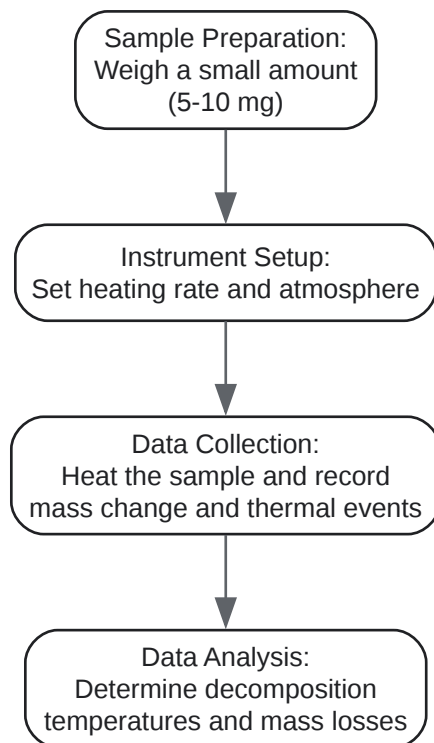 Sample Preparation:
Weigh a small amount
(5-10 mg)
Instrument Setup:
Set heating rate and atmosphere
Data Collection:
Heat the sample and record
mass change and thermal events
Data Analysis:
Determine decomposition
temperatures and mass losses